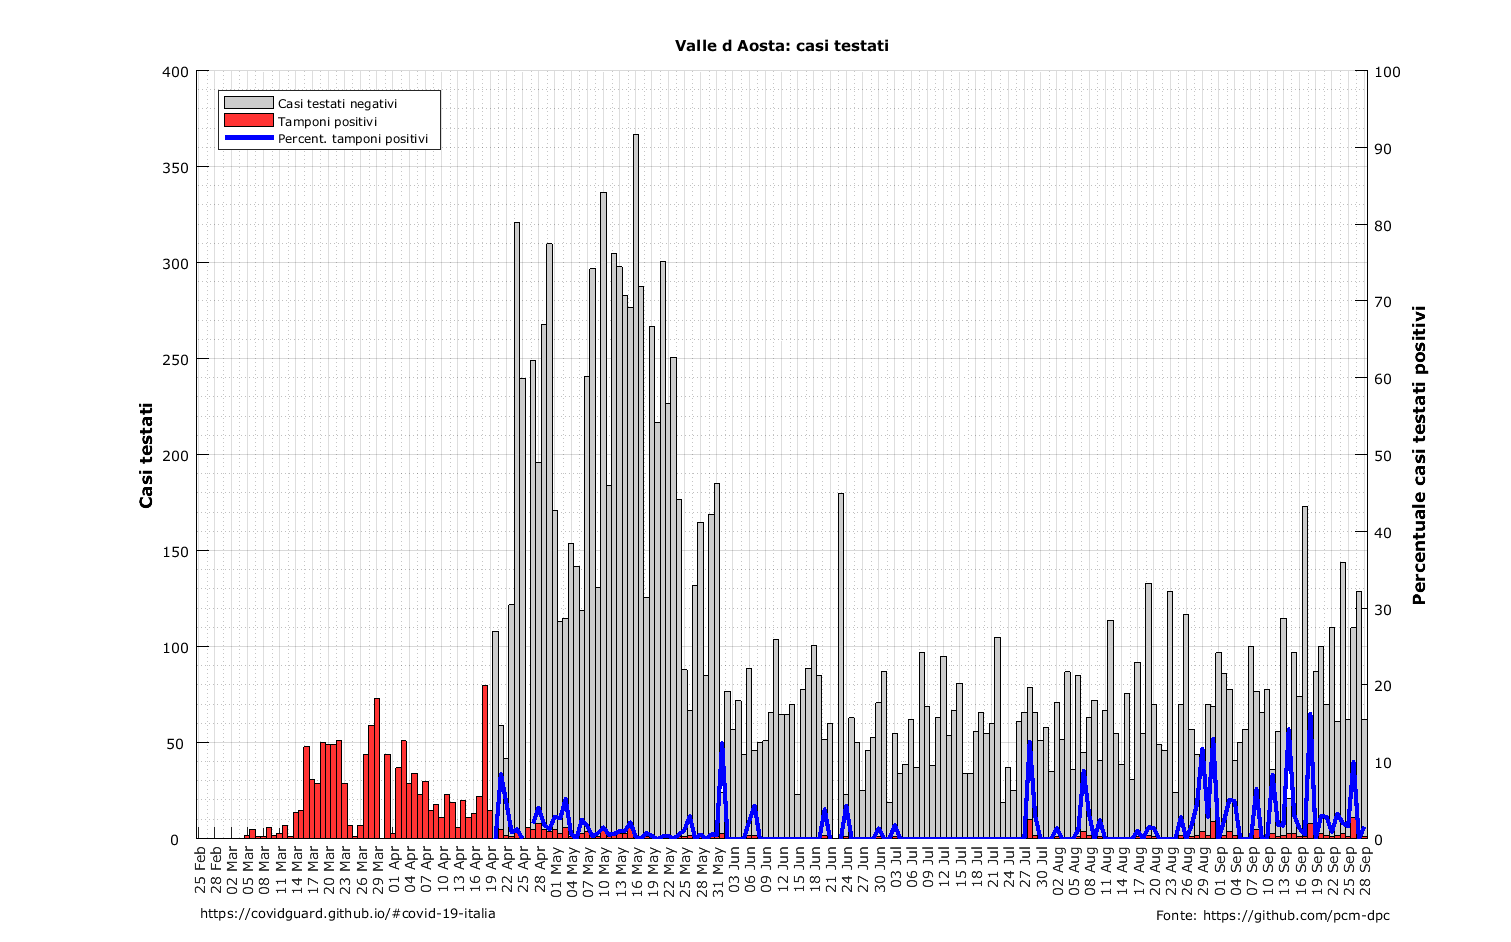 Valle d Aosta: casi testati
Casi testati negativi
Tamponi positivi
Percent. tamponi positivi
Casi testati
400
350
300
250
200
150
100
50
0
100
90
80
70
60
50
40
30
20
10
0
Percentuale casi testati positivi
25 Feb
28 Feb
02 Mar
05 Mar
08 Mar
11 Mar
14 Mar
17 Mar
20 Mar
23 Mar
26 Mar
29 Mar
01 Apr
04 Apr
07 Apr
10 Apr
13 Apr
16 Apr
19 Apr
22 Apr
25 Apr
28 Apr
01 May
04 May
07 May
10 May
13 May
16 May
19 May
22 May
25 May
28 May
31 May
03 Jun
06 Jun
09 Jun
12 Jun
15 Jun
18 Jun
21 Jun
24 Jun
27 Jun
30 Jun
03 Jul
06 Jul
09 Jul
12 Jul
15 Jul
18 Jul
21 Jul
24 Jul
27 Jul
30 Jul
02 Aug
05 Aug
08 Aug
11 Aug
14 Aug
17 Aug
20 Aug
23 Aug
26 Aug
29 Aug
01 Sep
04 Sep
07 Sep
10 Sep
13 Sep
16 Sep
19 Sep
22 Sep
25 Sep
28 Sep
https://covidguard.github.io/#covid-19-italia
Fonte: https://github.com/pcm-dpc